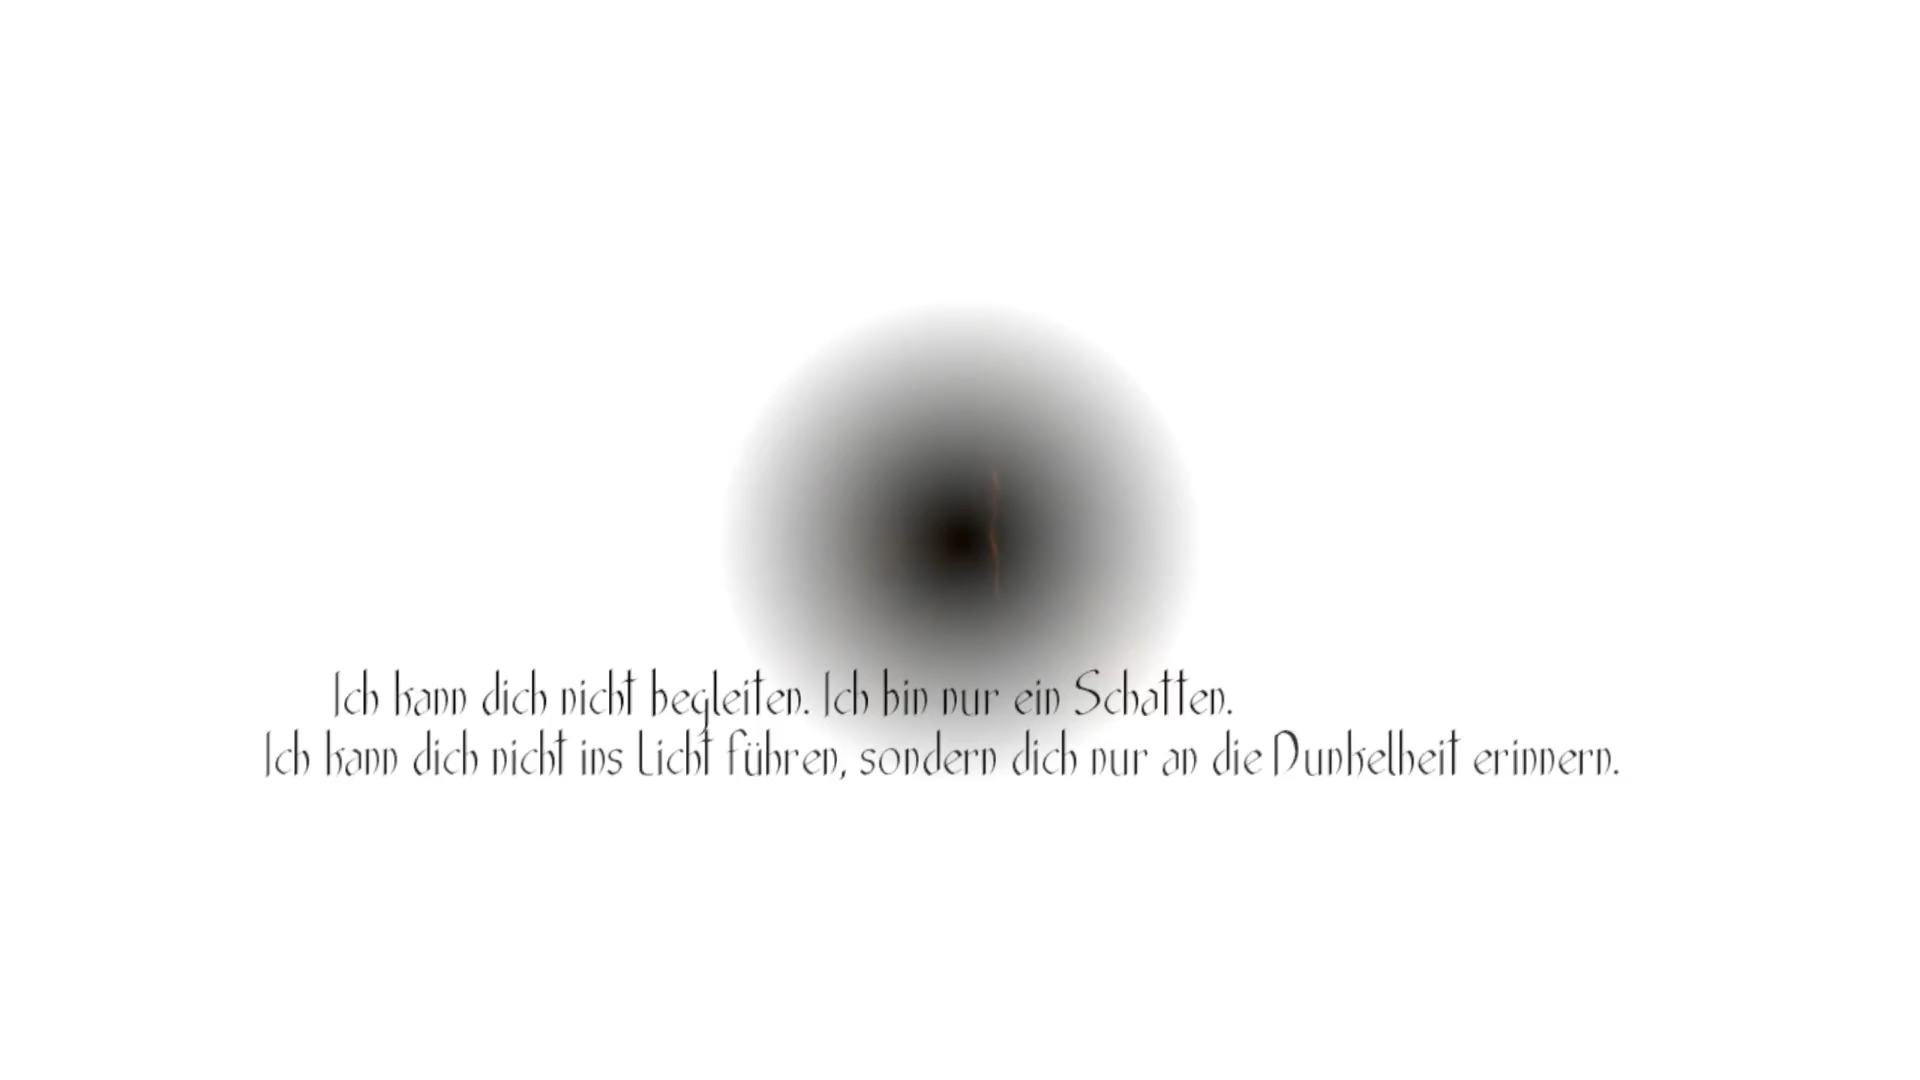 Ich kann dich nicht begleiten. Ich bin nur ein Schatten.
Ich kann dich nicht ins Licht führen, sondern dich nur an die Dunkelheit erinnern.